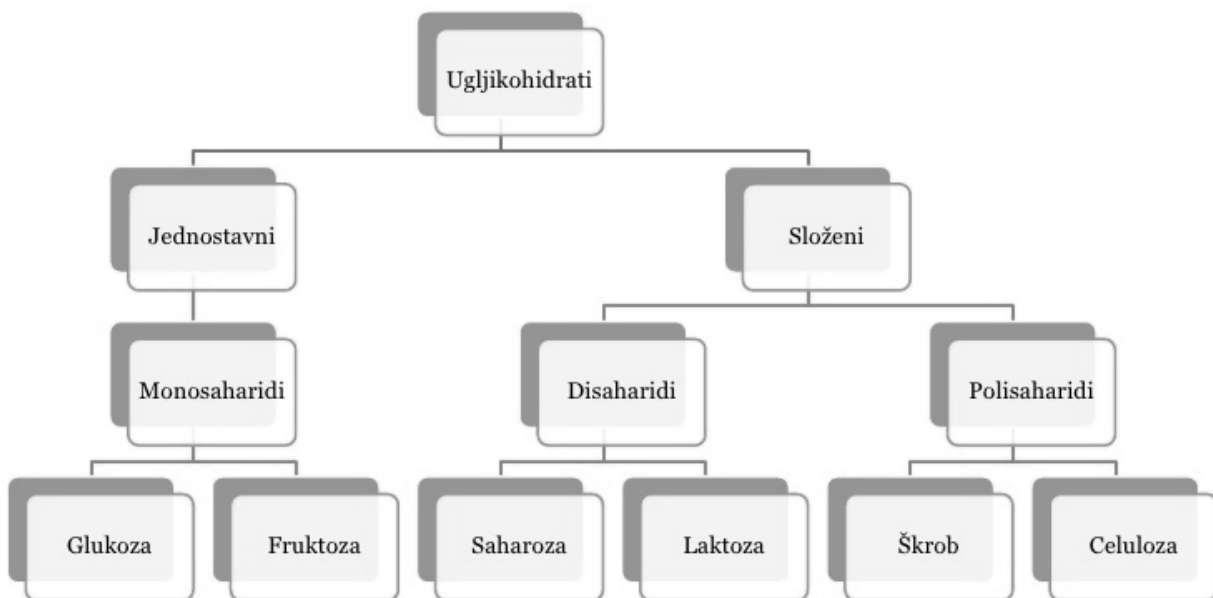 Ugljikohidrati
Jednostavni
Složeni
Monosaharidi
Disaharidi
Polisaharidi
Glukoza
Fruktoza
Saharoza
Laktoza
Škrob
Celuloza